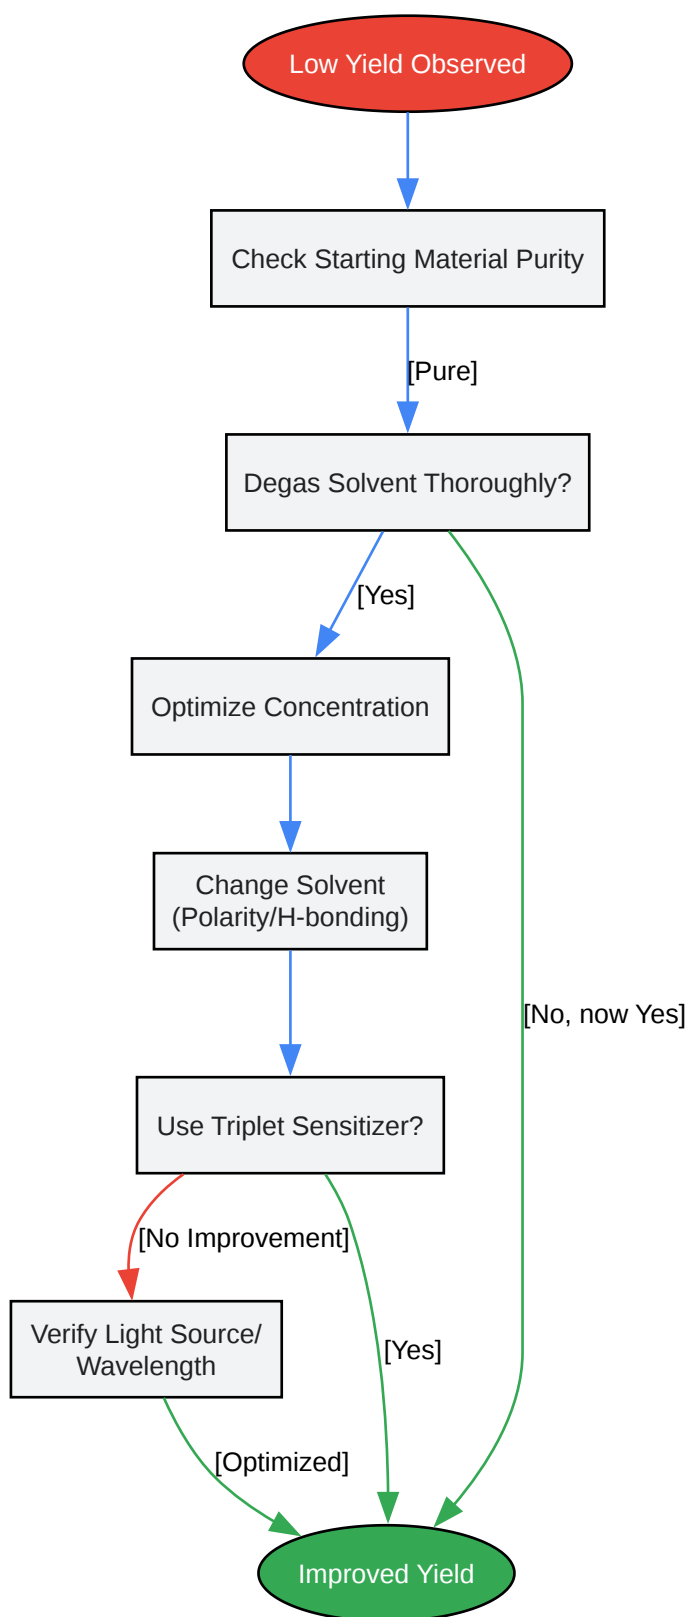 Low Yield Observed
Check Starting Material Purity
[Pure]
Degas Solvent Thoroughly?
[Yes]
Optimize Concentration
Change Solvent
(Polarity/H-bonding)
[No, now Yes]
Use Triplet Sensitizer?
[No Improvement]
Verify Light Source/
Wavelength
[Yes]
[Optimized]
Improved Yield